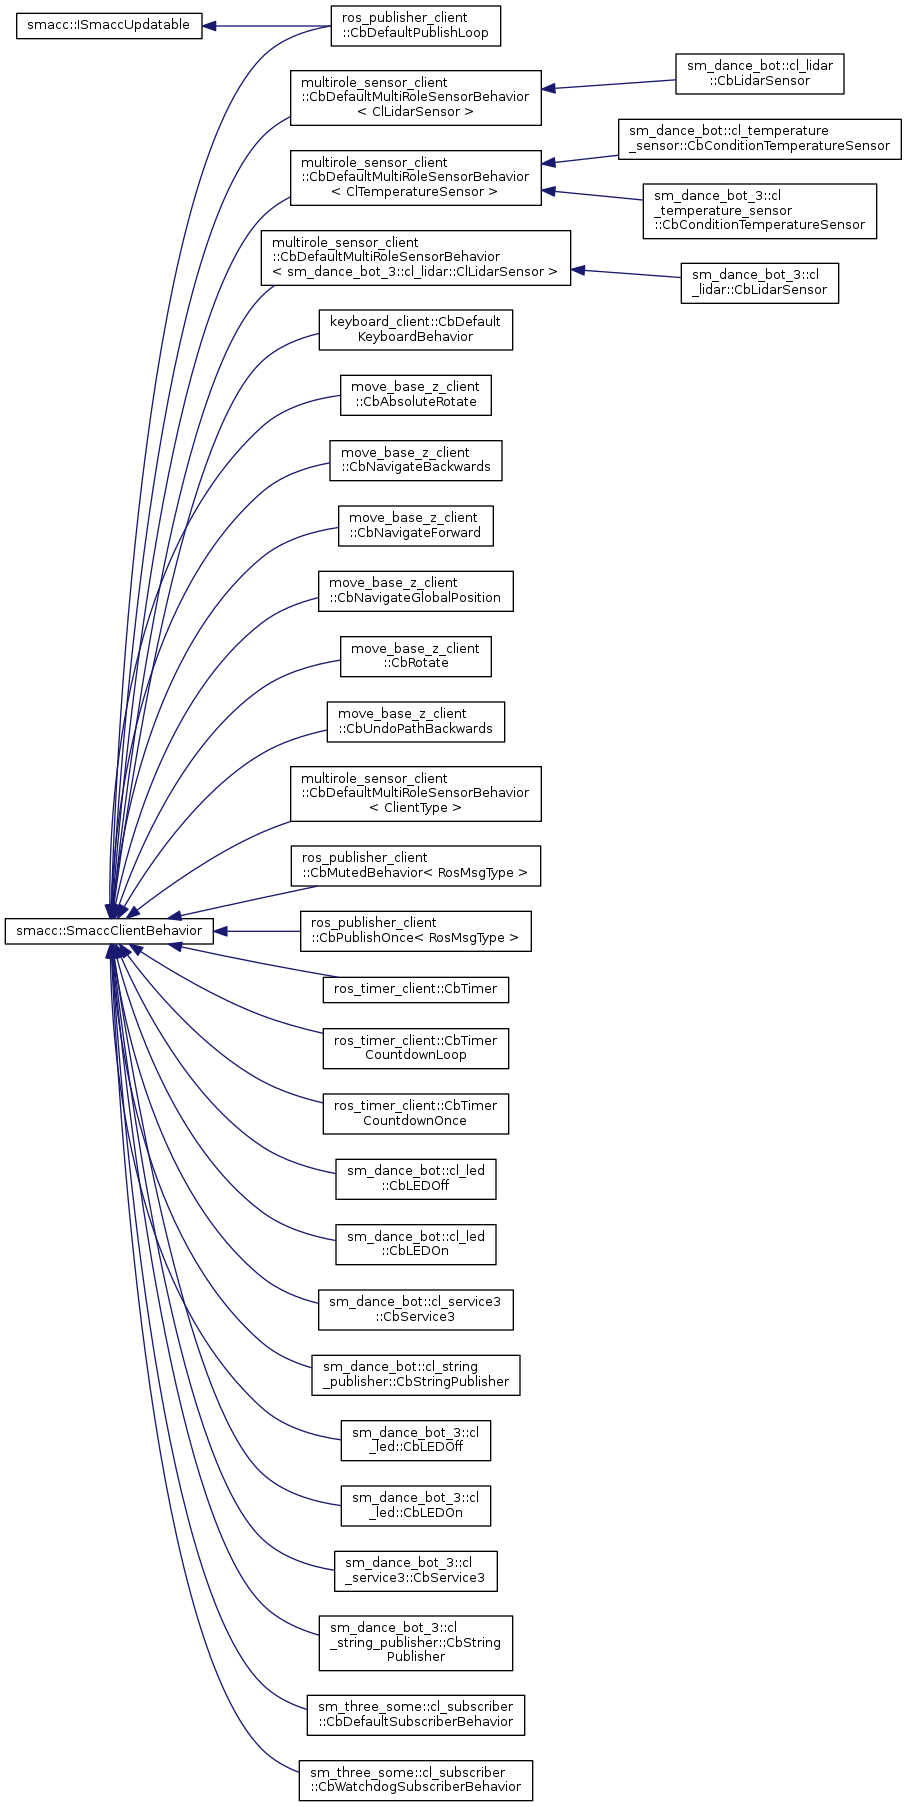 smacc::ISmaccUpdatable
ros_publisher_client
::CbDefaultPublishLoop
multirole_sensor_client
::CbDefaultMultiRoleSensorBehavior
< ClLidarSensor >
sm_dance_bot::cl_lidar
::CbLidarSensor
multirole_sensor_client
::CbDefaultMultiRoleSensorBehavior
< ClTemperatureSensor >
sm_dance_bot::cl_temperature
_sensor::CbConditionTemperatureSensor
sm_dance_bot_3::cl
_temperature_sensor
::CbConditionTemperatureSensor
multirole_sensor_client
::CbDefaultMultiRoleSensorBehavior
< sm_dance_bot_3::cl_lidar::ClLidarSensor >
sm_dance_bot_3::cl
_lidar::CbLidarSensor
keyboard_client::CbDefault
KeyboardBehavior
move_base_z_client
::CbAbsoluteRotate
move_base_z_client
::CbNavigateBackwards
move_base_z_client
::CbNavigateForward
move_base_z_client
::CbNavigateGlobalPosition
move_base_z_client
::CbRotate
move_base_z_client
::CbUndoPathBackwards
multirole_sensor_client
::CbDefaultMultiRoleSensorBehavior
< ClientType >
ros_publisher_client
::CbMutedBehavior< RosMsgType >
smacc::SmaccClientBehavior
ros_publisher_client
::CbPublishOnce< RosMsgType >
ros_timer_client::CbTimer
ros_timer_client::CbTimer
CountdownLoop
ros_timer_client::CbTimer
CountdownOnce
sm_dance_bot::cl_led
::CbLEDOff
sm_dance_bot::cl_led
::CbLEDOn
sm_dance_bot::cl_service3
::CbService3
sm_dance_bot::cl_string
_publisher::CbStringPublisher
sm_dance_bot_3::cl
_led::CbLEDOff
sm_dance_bot_3::cl
_led::CbLEDOn
sm_dance_bot_3::cl
_service3::CbService3
sm_dance_bot_3::cl
_string_publisher::CbString
Publisher
sm_three_some::cl_subscriber
::CbDefaultSubscriberBehavior
sm_three_some::cl_subscriber
::CbWatchdogSubscriberBehavior